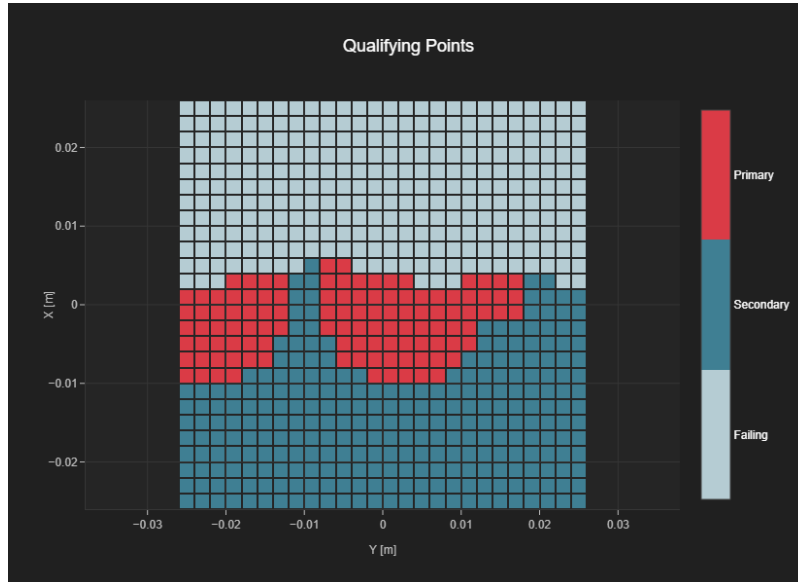 Qualifying Points
0.02
0.01
0
−0.01
−0.02
X [m]
−0.03
−0.02
−0.01
0
0.01
0.02
0.03
Y [m]
Primary
Secondary
Failing